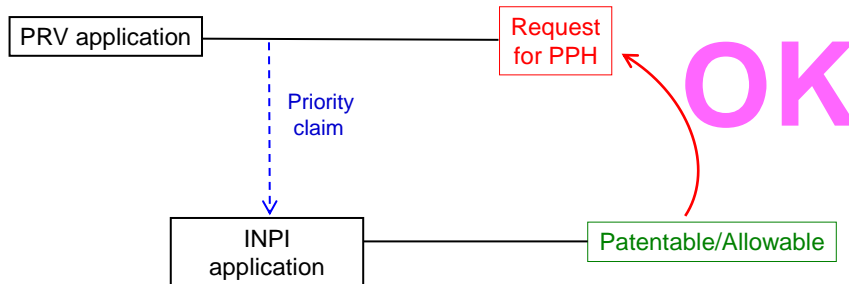 PRV application
Request
for PPH
OK
Priority
claim
INPI
application
Patentable/Allowable